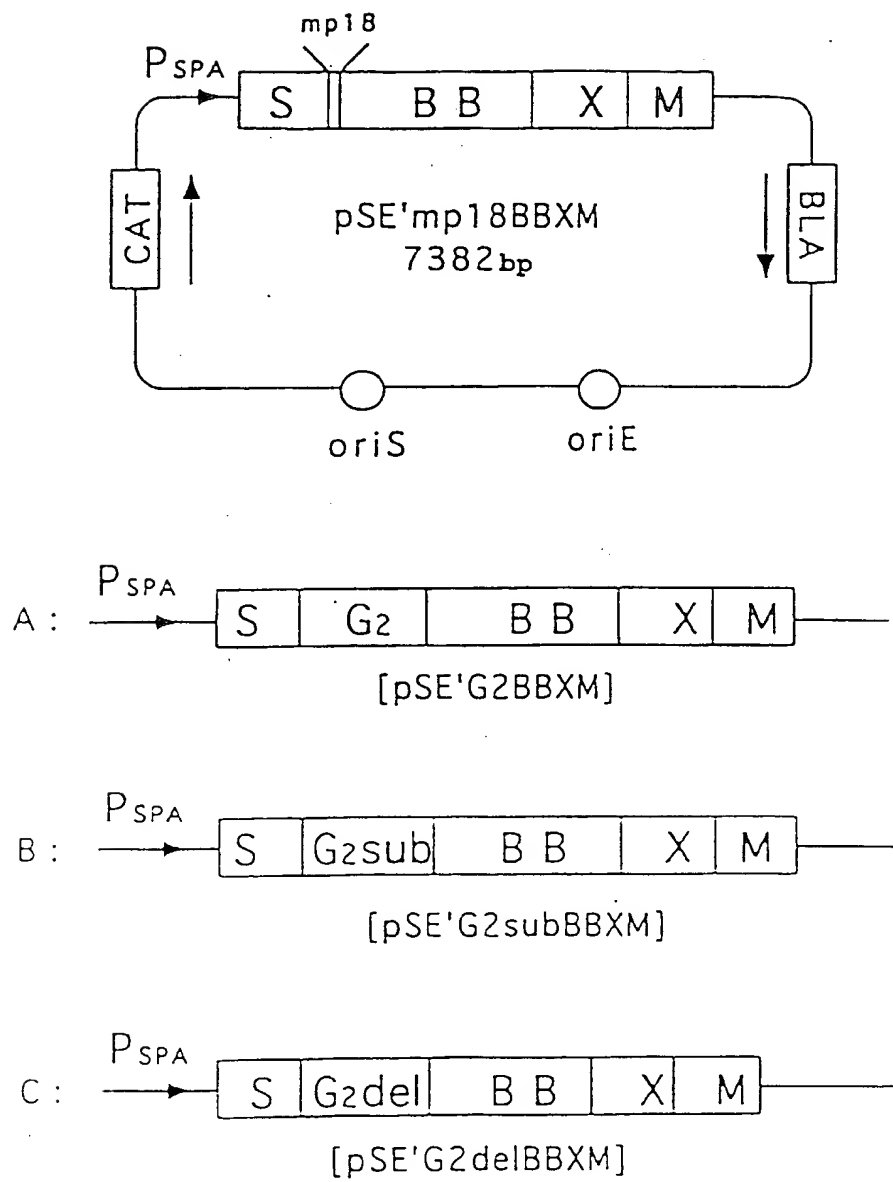 mp18
PSPA
S BB X M
CAT
BLA
pSE'mp18BBXM
7382bp
oriS
oriE
A: PSPA
S G2 BB X M
[pSE'G2BBXM]
B: PSPA
S G2sub BB X M
[pSE'G2subBBXM]
C: PSPA
S G2del BB X M
[pSE'G2delBBXM]